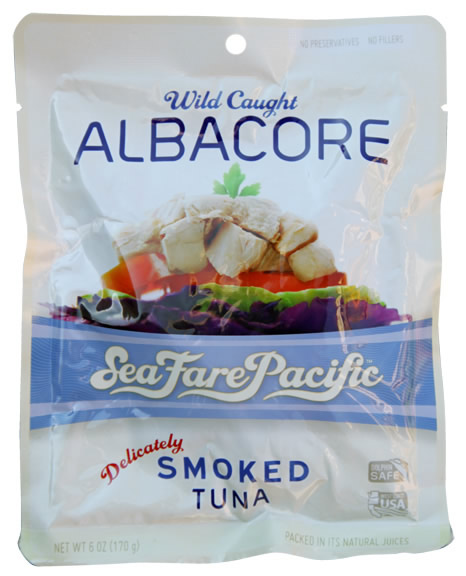 NO PRESERVATIVES NO FILLERS
Wild Caught
ALBACORE
SeaFare Pacific™
Delicately
SMOKED
TUNA
DOLPHIN
SAFE
USA
NET WT 6 OZ (170 g)
PACKED IN ITS NATURAL JUICES